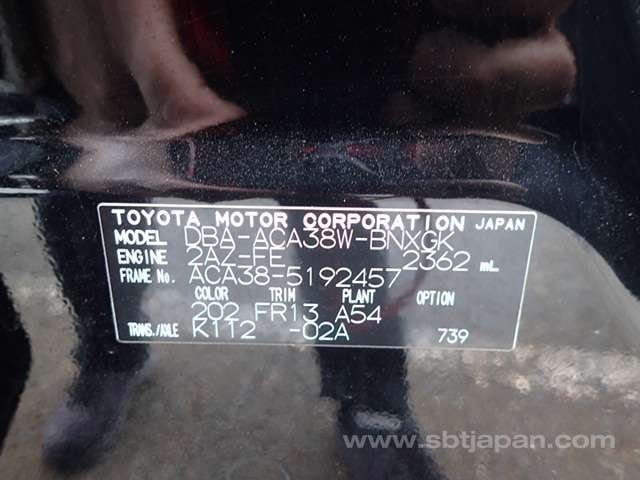 TOYOTA MOTOR CORPORATION JAPAN
MODEL DBA-ACA38W-BNXGK
ENGINE 2AZ-FE 2362 mL
FRAME No. ACA38-5192457
COLOR TRIM PLANT OPTION
202 FR13 A54
TRANS./AXLE K112 -02A 739
www.sbtjapan.com